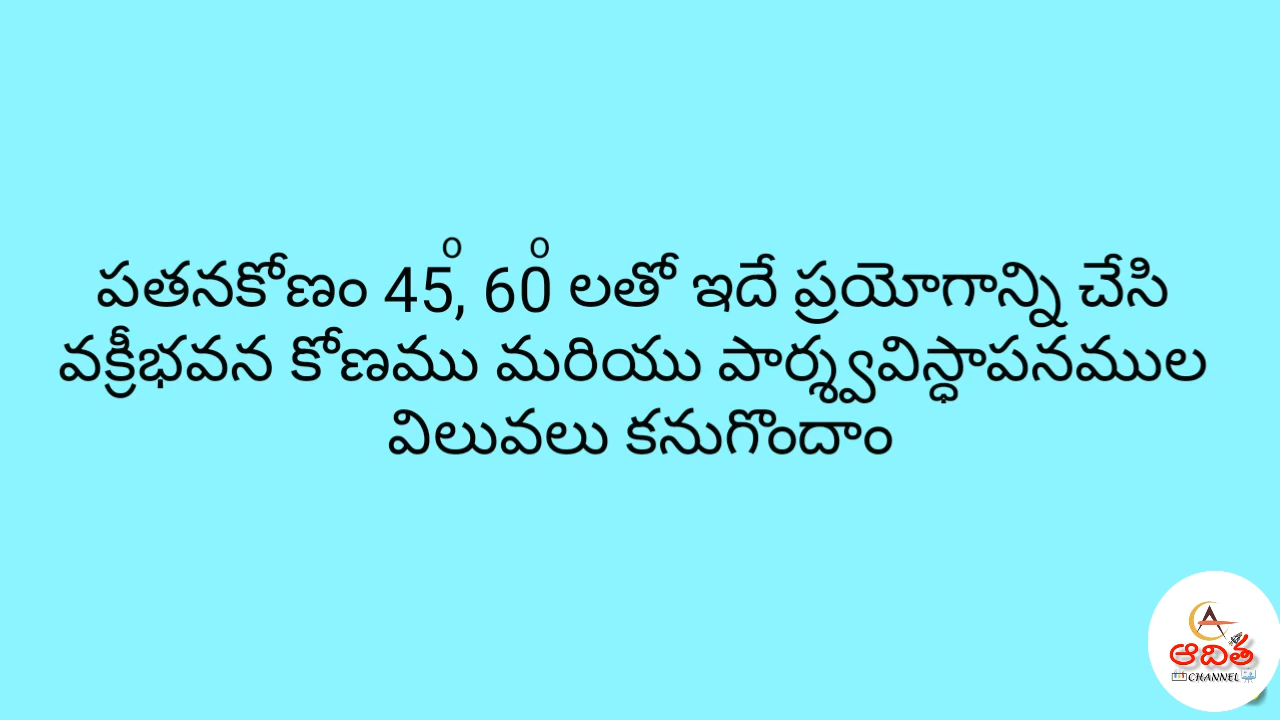 పతనకోణం 45°, 60° లతో ఇదే ప్రయోగాన్ని చేసి
వక్రీభవన కోణము మరియు పార్శ్వవిస్ధాపనముల
విలువలు కనుగొందాం
ఆదిత్య
CHANNEL